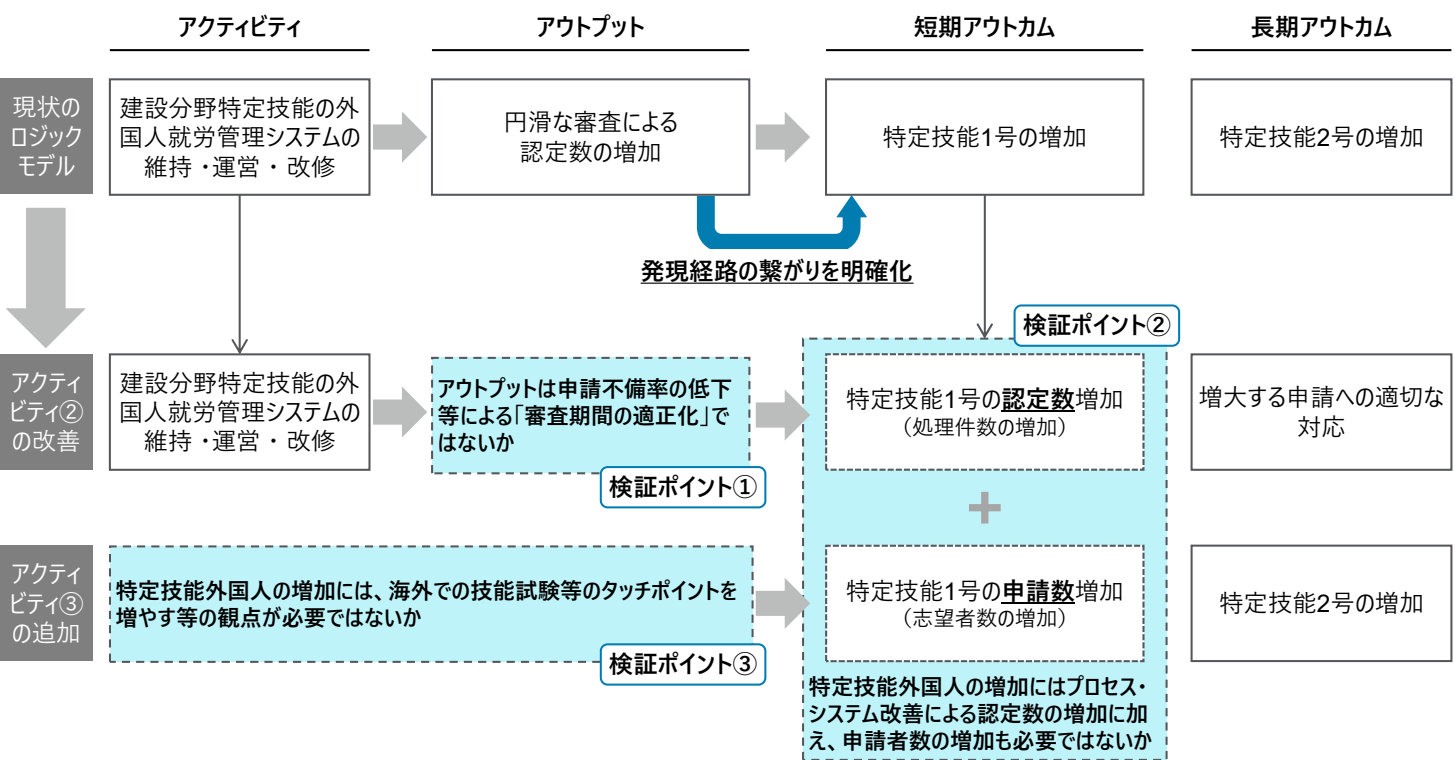 アクティビティ
アウトプット
短期アウトカム
長期アウトカム
現状の
ロジック
モデル
建設分野特定技能の外
国人就労管理システムの
維持・運営・改修
円滑な審査による
認定数の増加
特定技能1号の増加
特定技能2号の増加
発現経路の繋がりを明確化
検証ポイント②
アクティ
ビティ②
の改善
建設分野特定技能の外
国人就労管理システムの
維持・運営・改修
アウトプットは申請不備率の低下
等による「審査期間の適正化」で
はないか
検証ポイント①
特定技能1号の認定数増加
（処理件数の増加）
増大する申請への適切な
対応
+
アクティ
ビティ③
の追加
特定技能外国人の増加には、海外での技能試験等のタッチポイントを
増やす等の観点が必要ではないか
検証ポイント③
特定技能1号の申請数増加
（志望者数の増加）
特定技能2号の増加
特定技能外国人の増加にはプロセス・
システム改善による認定数の増加に加
え、申請者数の増加も必要ではないか